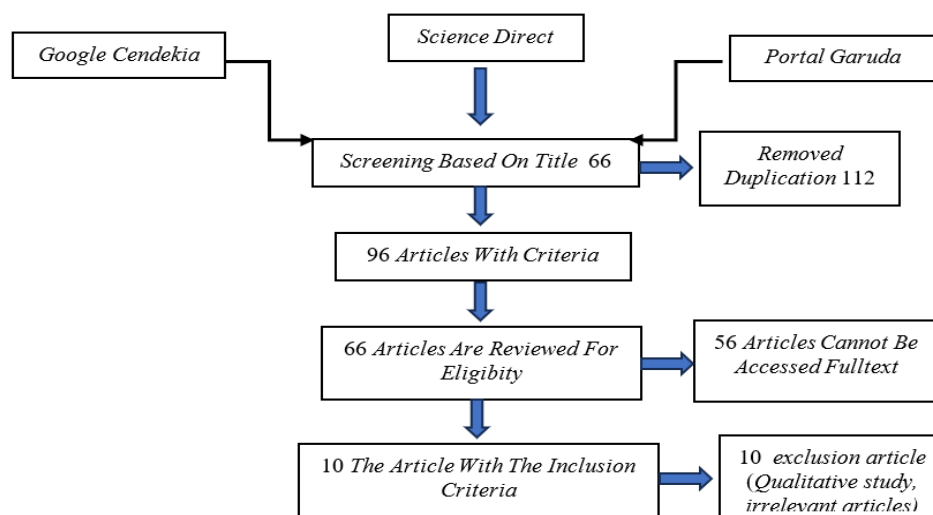 Science Direct
Google Cendekia
Portal Garuda
Screening Based On Title 66
Removed
Duplication 112
96 Articles With Criteria
66 Articles Are Reviewed For
Eligibity
56 Articles Cannot Be
Accessed Fulltext
10 The Article With The Inclusion
Criteria
10 exclusion article
(Qualitative study,
irrelevant articles)